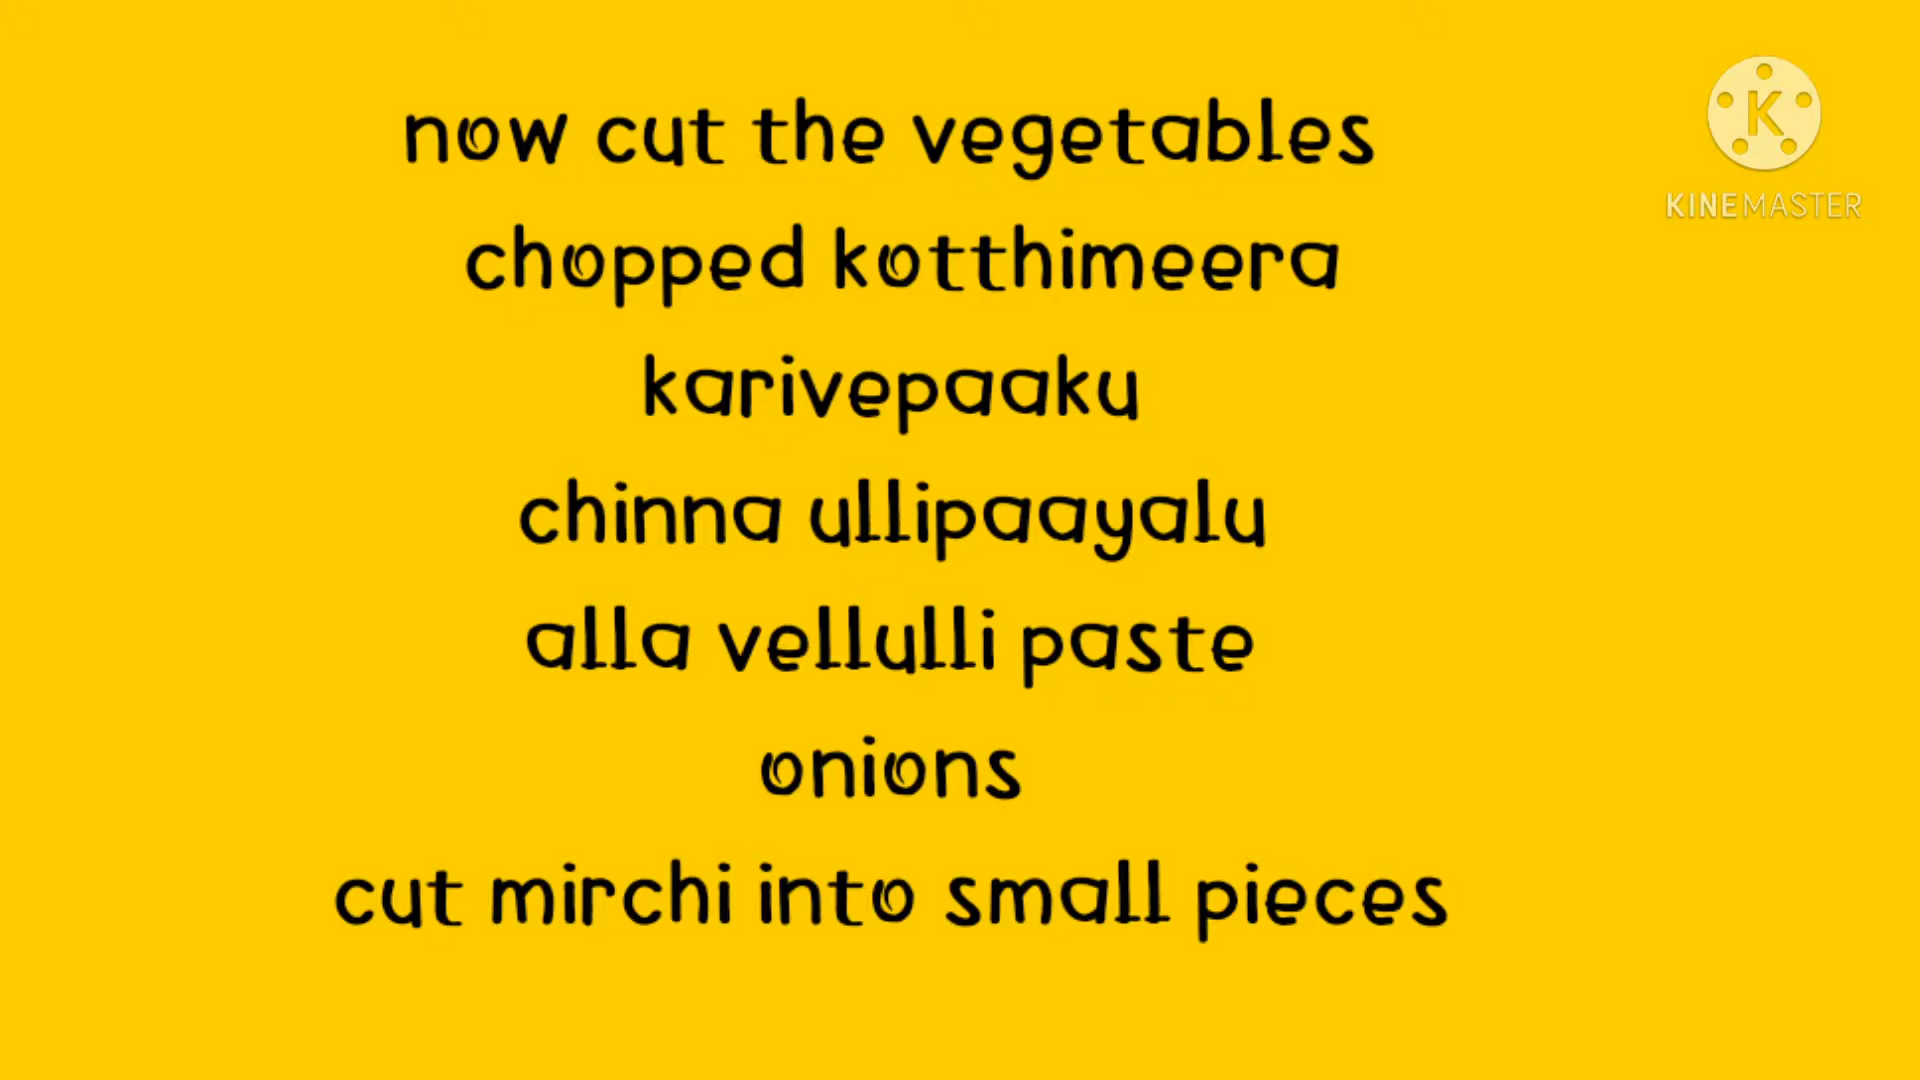 now cut the vegetables
chopped kotthimeera
karivepaaku
chinna ullipaayalu
alla vellulli paste
onions
cut mirchi into small pieces
K
KINEMASTER